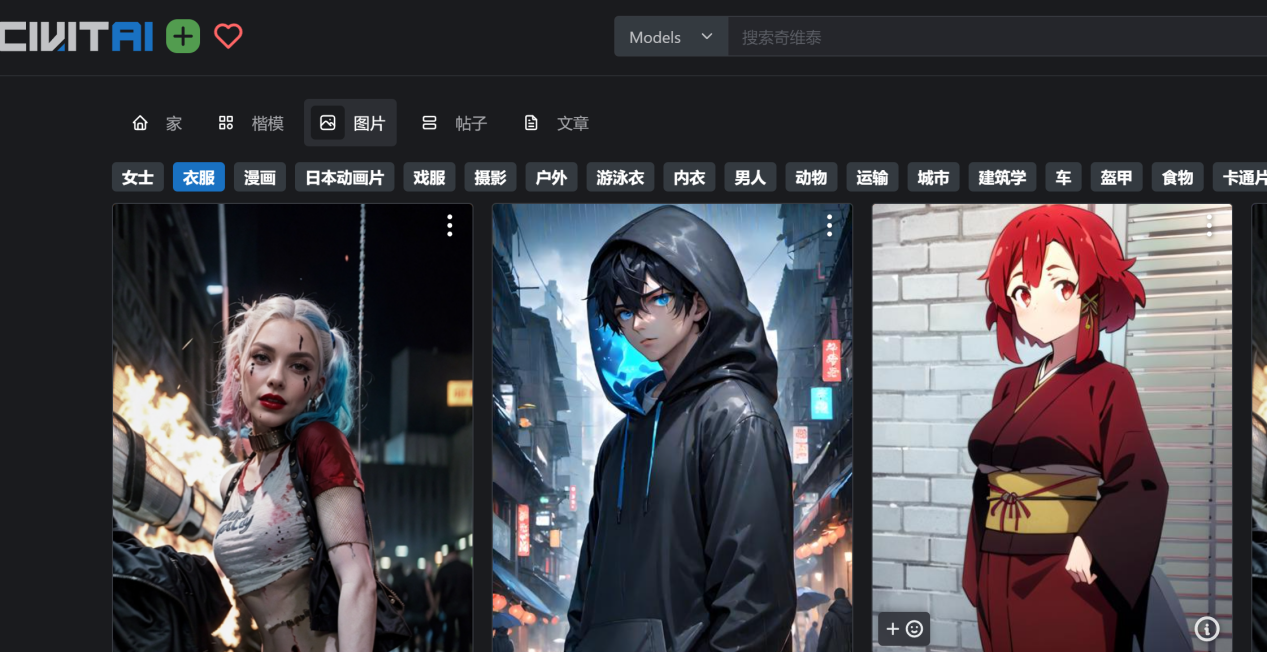 CIVITAI
Models 搜索奇维泰
家 楷模 图片 帖子 文章
女士 衣服 漫画 日本动画片 戏服 摄影 户外 游泳衣 内衣 男人 动物 运输 城市 建筑学 车 盔甲 食物 卡通片